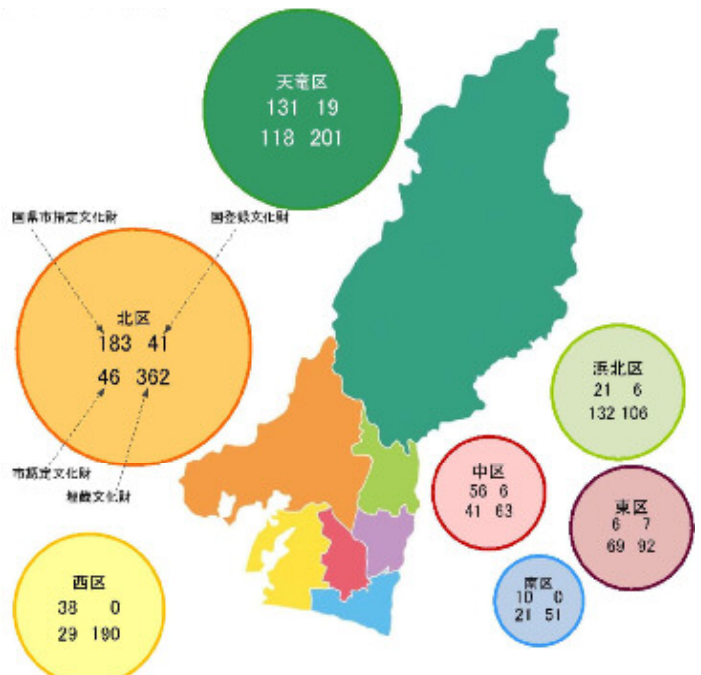 天竜区
131 19
118 201
国県市指定文化財
国登録文化財
北区
183 41
46 362
市認定文化財
埋蔵文化財
浜北区
21 6
132 106
中区
56 6
41 63
東区
6 7
69 92
西区
38 0
29 190
南区
10 0
21 51